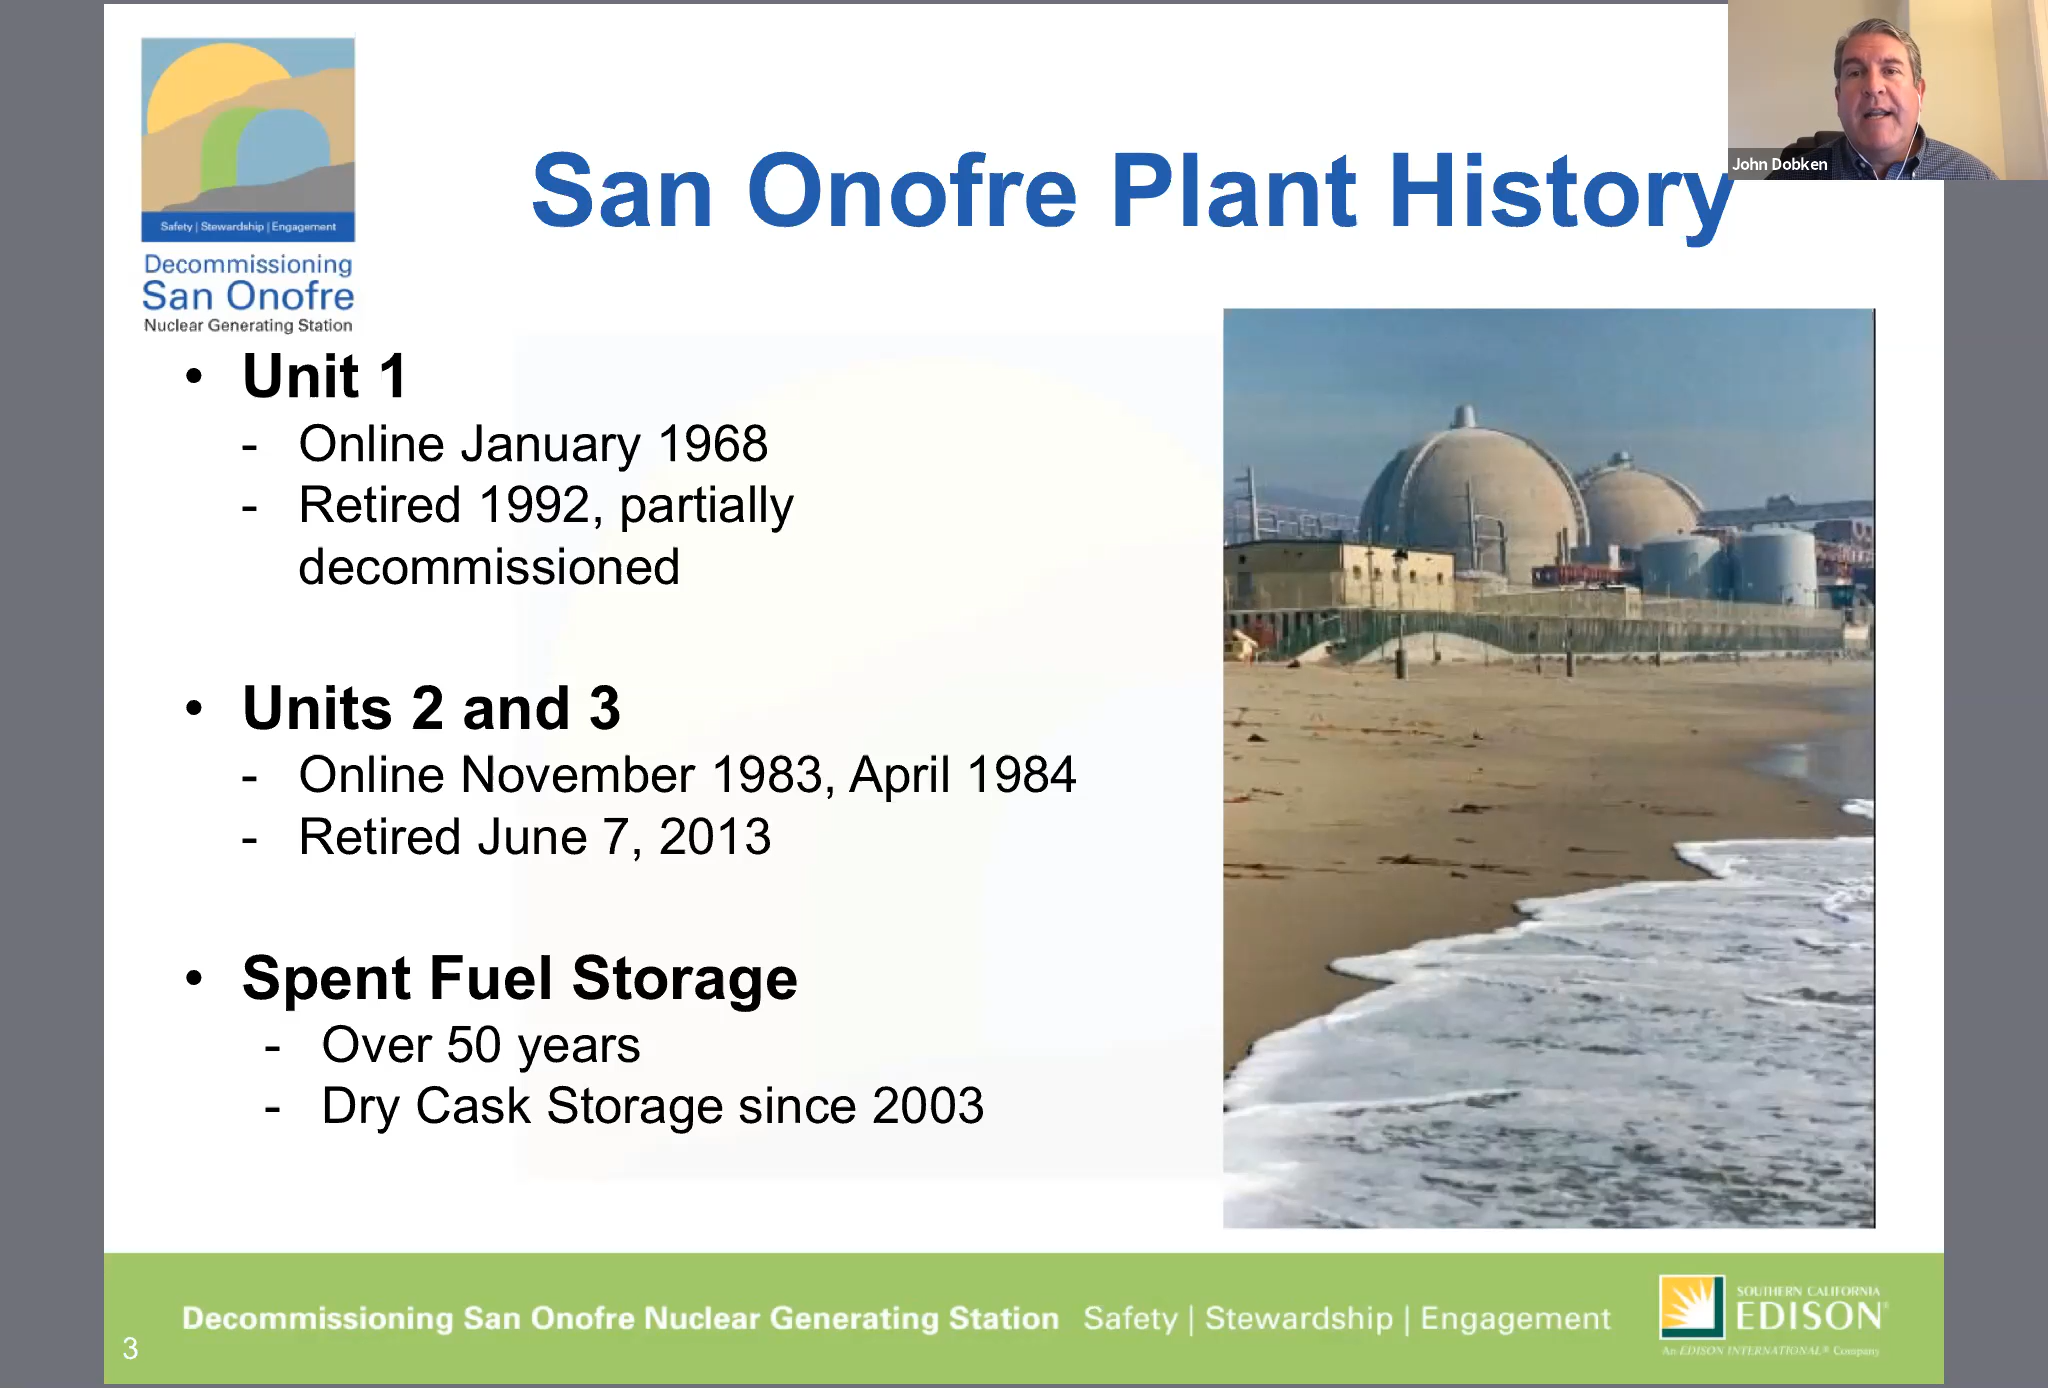 John Dobken
Safety | Stewardship | Engagement
Decommissioning
San Onofre
Nuclear Generating Station
San Onofre Plant History
• Unit 1
- Online January 1968
- Retired 1992, partially
decommissioned
• Units 2 and 3
- Online November 1983, April 1984
- Retired June 7, 2013
• Spent Fuel Storage
- Over 50 years
- Dry Cask Storage since 2003
Decommissioning San Onofre Nuclear Generating Station Safety | Stewardship | Engagement
SOUTHERN CALIFORNIA
EDISON®
An EDISON INTERNATIONAL® Company
3